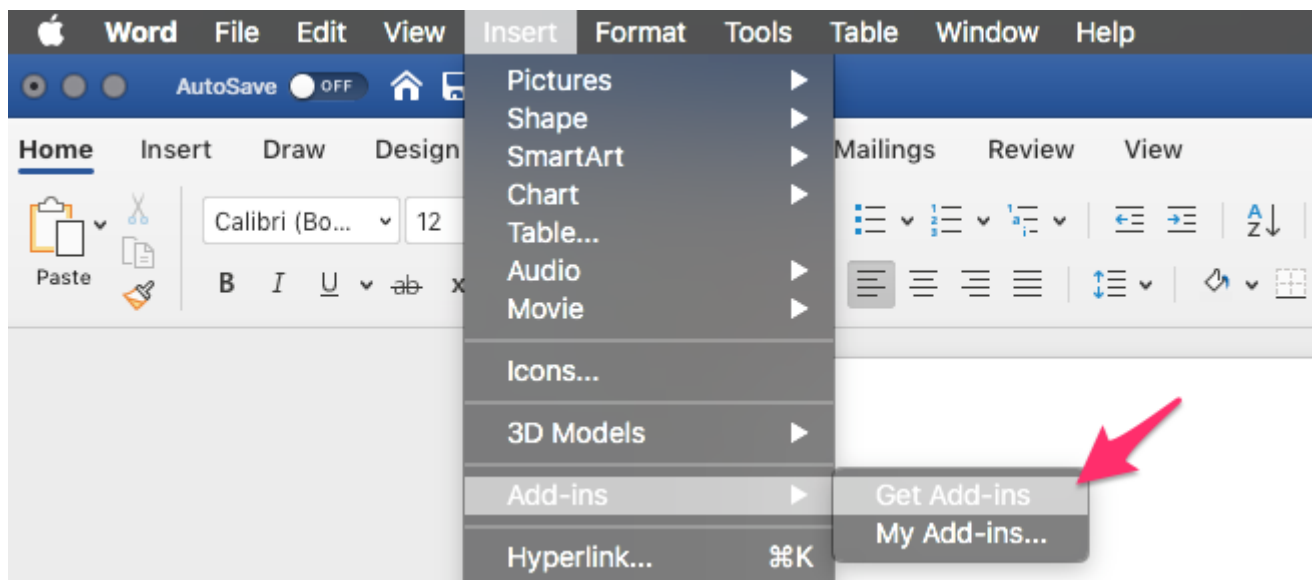 Word File Edit View Insert Format Tools Table Window Help
AutoSave OFF
Pictures
Shape
SmartArt
Chart
Table...
Audio
Movie
Icons...
3D Models
Add-ins
Hyperlink... ⌘K
Get Add-ins
My Add-ins...
Home Insert Draw Design Mailings Review View
Calibri (Bo... 12
Paste
B I U ab x